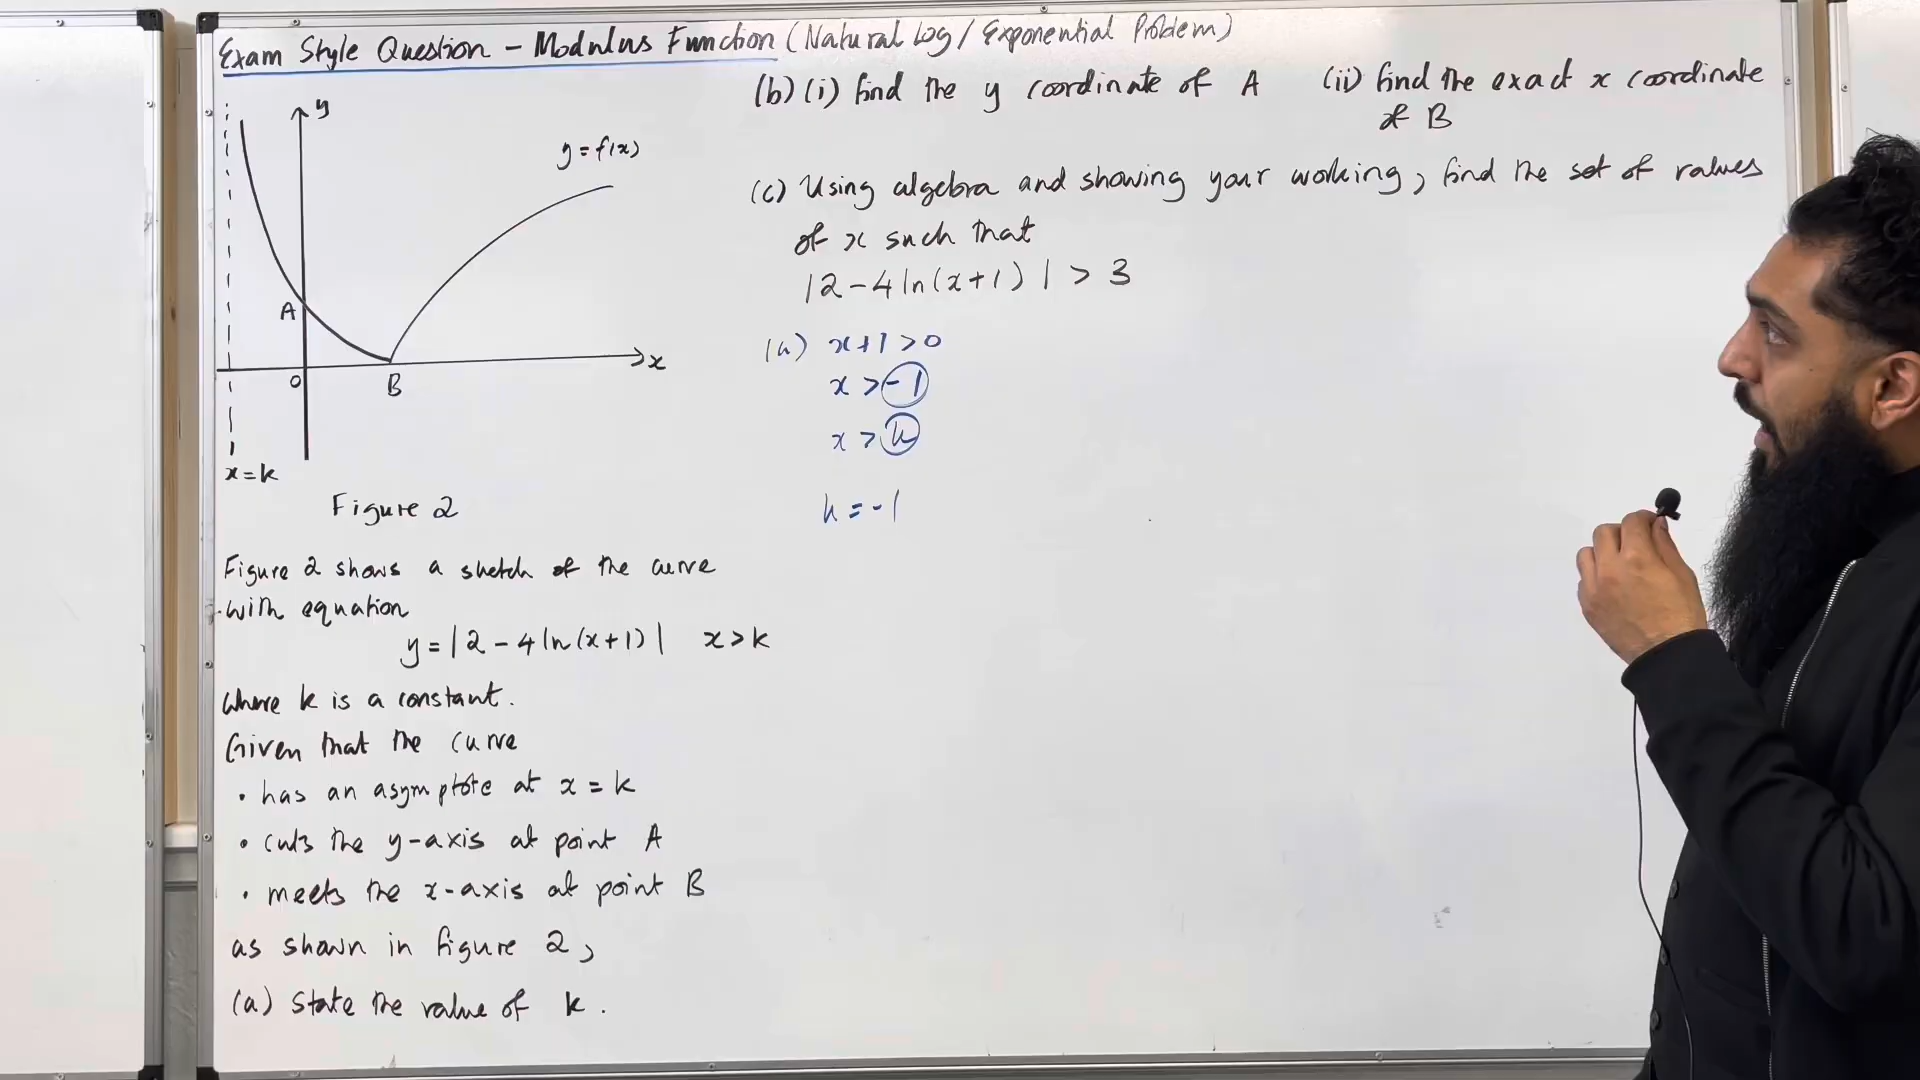 Exam Style Question - Modulus Function (Natural Log / Exponential Problem)
y
y = f(x)
A
O
B
x
x = k
Figure 2
Figure 2 shows a sketch of the curve
with equation
y = | 2 - 4 ln (x + 1) |   x > k
Where k is a constant.
Given that the curve
• has an asymptote at x = k
• cuts the y-axis at point A
• meets the x-axis at point B
as shown in figure 2,
(a) State the value of k.
(b) (i) find the y coordinate of A   (ii) find the exact x coordinate
of B
(c) Using algebra and showing your working, find the set of values
of x such that
| 2 - 4 ln (x + 1) | > 3
(a) x + 1 > 0
x > -1
x > k
k = -1